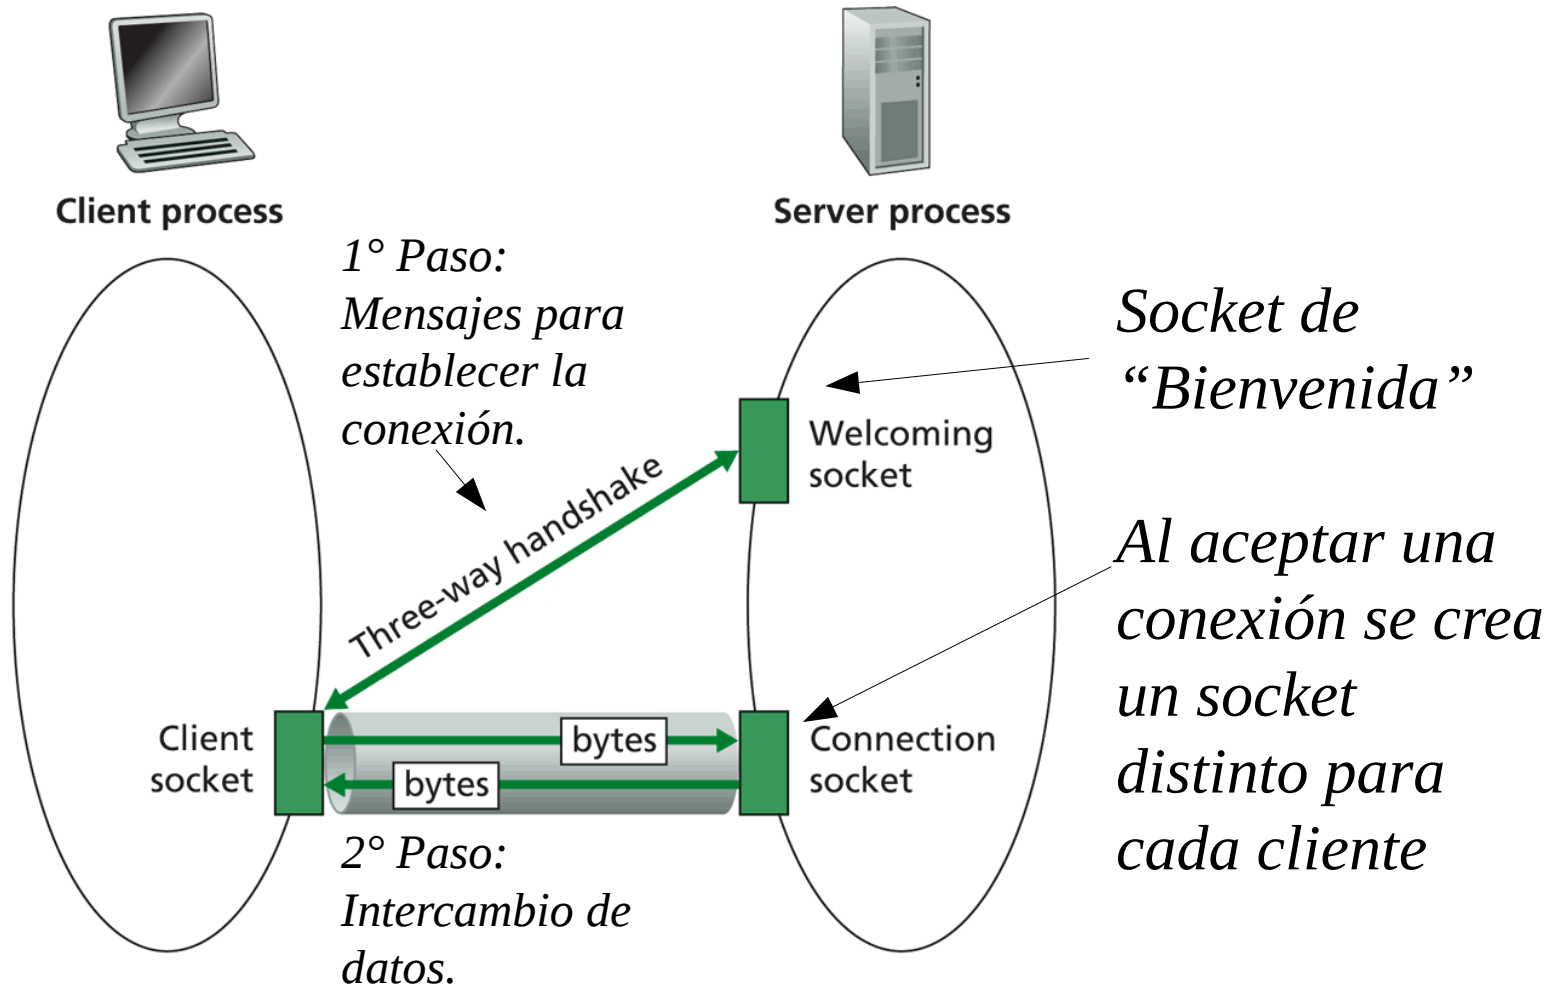 Client process
Server process
1° Paso:
Mensajes para
establecer la
conexión.
Socket de
“Bienvenida”
Welcoming
socket
Three-way handshake
Al aceptar una
conexión se crea
un socket
distinto para
cada cliente
Client
socket
bytes
bytes
Connection
socket
2° Paso:
Intercambio de
datos.